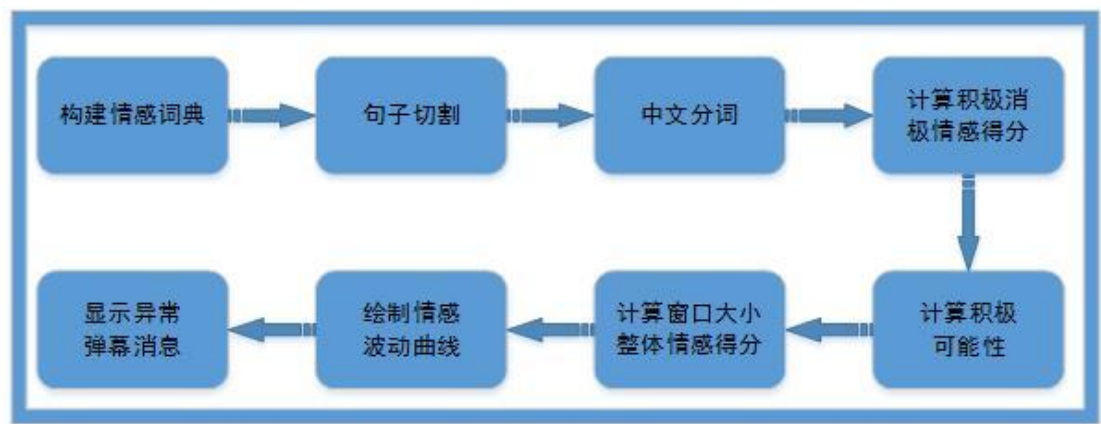 构建情感词典
句子切割
中文分词
计算积极消
极情感得分
计算积极
可能性
计算窗口大小
整体情感得分
绘制情感
波动曲线
显示异常
弹幕消息